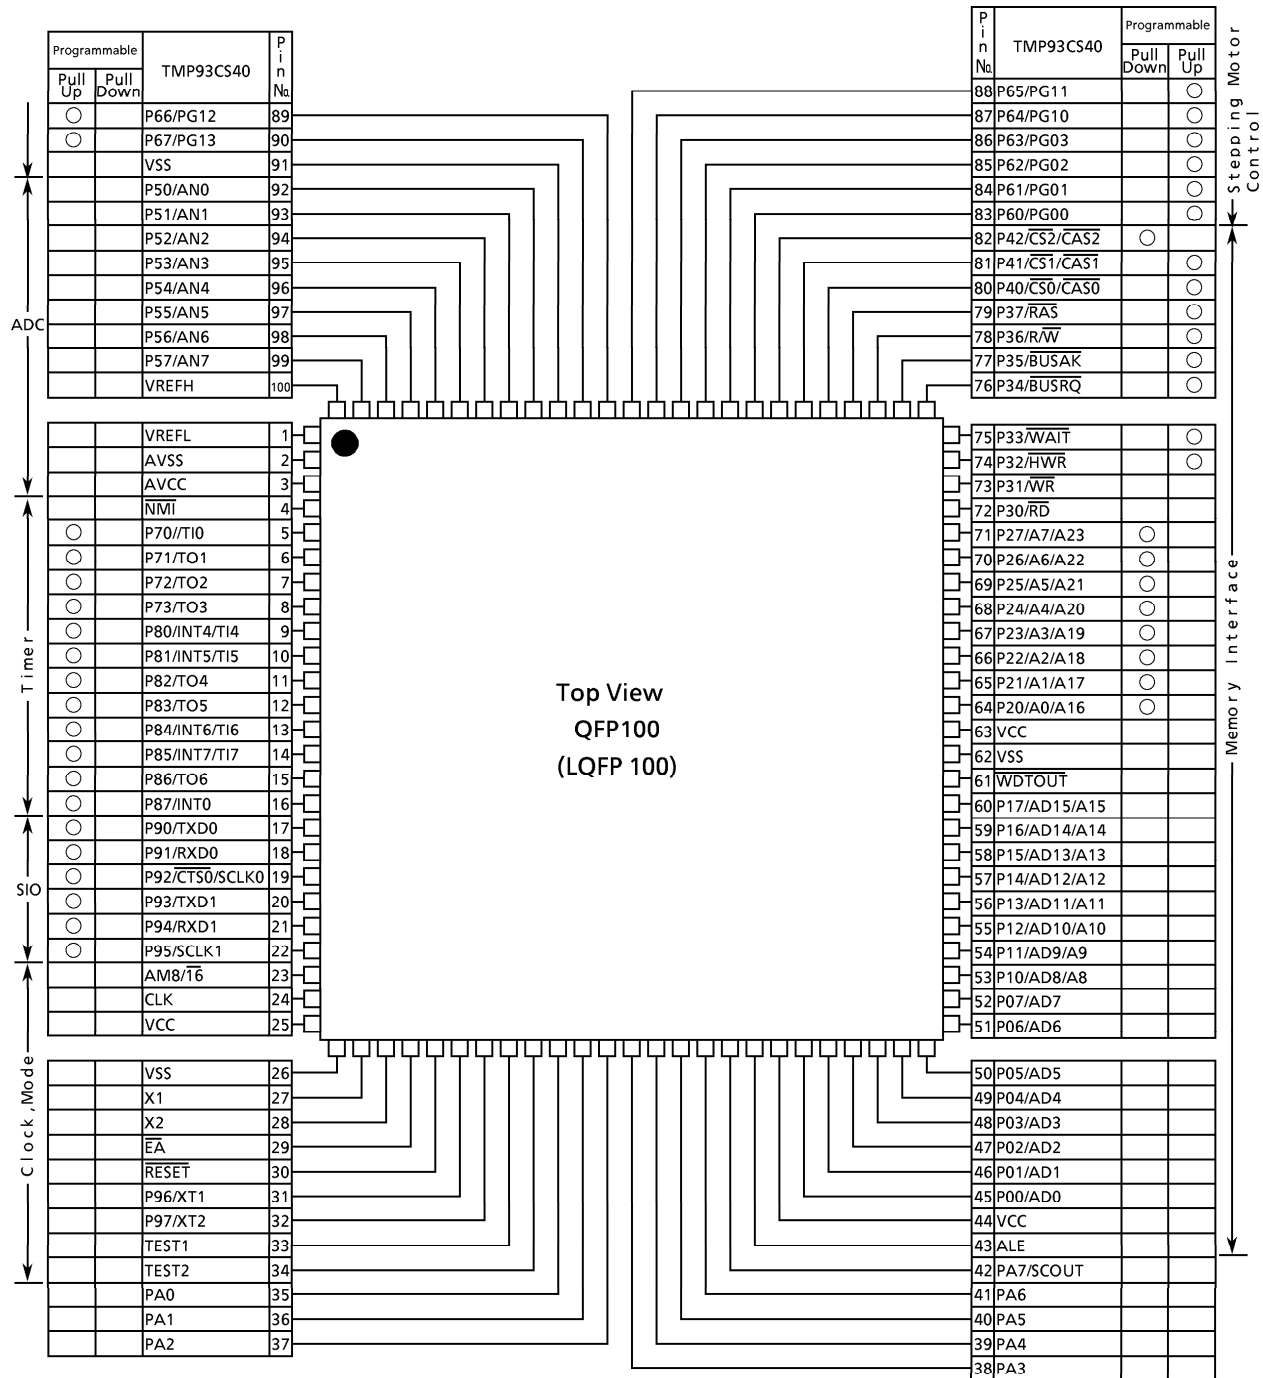 Programmable
Pull Up
Pull Down
TMP93CS40
Pin No.
P66/PG12 89
P67/PG13 90
VSS 91
P50/AN0 92
P51/AN1 93
P52/AN2 94
P53/AN3 95
P54/AN4 96
P55/AN5 97
P56/AN6 98
P57/AN7 99
VREFH 100
ADC
VREFL 1
AVSS 2
AVCC 3
NMI 4
P70//TI0 5
P71/TO1 6
P72/TO2 7
P73/TO3 8
P80/INT4/TI4 9
P81/INT5/TI5 10
P82/TO4 11
P83/TO5 12
P84/INT6/TI6 13
P85/INT7/TI7 14
P86/TO6 15
P87/INT0 16
Timer
P90/TXD0 17
P91/RXD0 18
P92/CTS0/SCLK0 19
P93/TXD1 20
P94/RXD1 21
P95/SCLK1 22
SIO
AM8/16 23
CLK 24
VCC 25
VSS 26
X1 27
X2 28
EA 29
RESET 30
P96/XT1 31
P97/XT2 32
TEST1 33
TEST2 34
Clock,Mode
PA0 35
PA1 36
PA2 37
Top View
QFP100
(LQFP 100)
Pin No.
TMP93CS40
Programmable
Pull Down
Pull Up
88 P65/PG11
87 P64/PG10
86 P63/PG03
85 P62/PG02
84 P61/PG01
83 P60/PG00
Stepping Motor Control
82 P42/CS2/CAS2
81 P41/CS1/CAS1
80 P40/CS0/CAS0
79 P37/RAS
78 P36/R/W
77 P35/BUSAK
76 P34/BUSRQ
75 P33/WAIT
74 P32/HWR
73 P31/WR
72 P30/RD
71 P27/A7/A23
70 P26/A6/A22
69 P25/A5/A21
68 P24/A4/A20
67 P23/A3/A19
66 P22/A2/A18
65 P21/A1/A17
64 P20/A0/A16
63 VCC
62 VSS
61 WDTOUT
60 P17/AD15/A15
59 P16/AD14/A14
58 P15/AD13/A13
57 P14/AD12/A12
56 P13/AD11/A11
55 P12/AD10/A10
54 P11/AD9/A9
53 P10/AD8/A8
52 P07/AD7
51 P06/AD6
50 P05/AD5
49 P04/AD4
48 P03/AD3
47 P02/AD2
46 P01/AD1
45 P00/AD0
44 VCC
43 ALE
Memory Interface
42 PA7/SCOUT
41 PA6
40 PA5
39 PA4
38 PA3